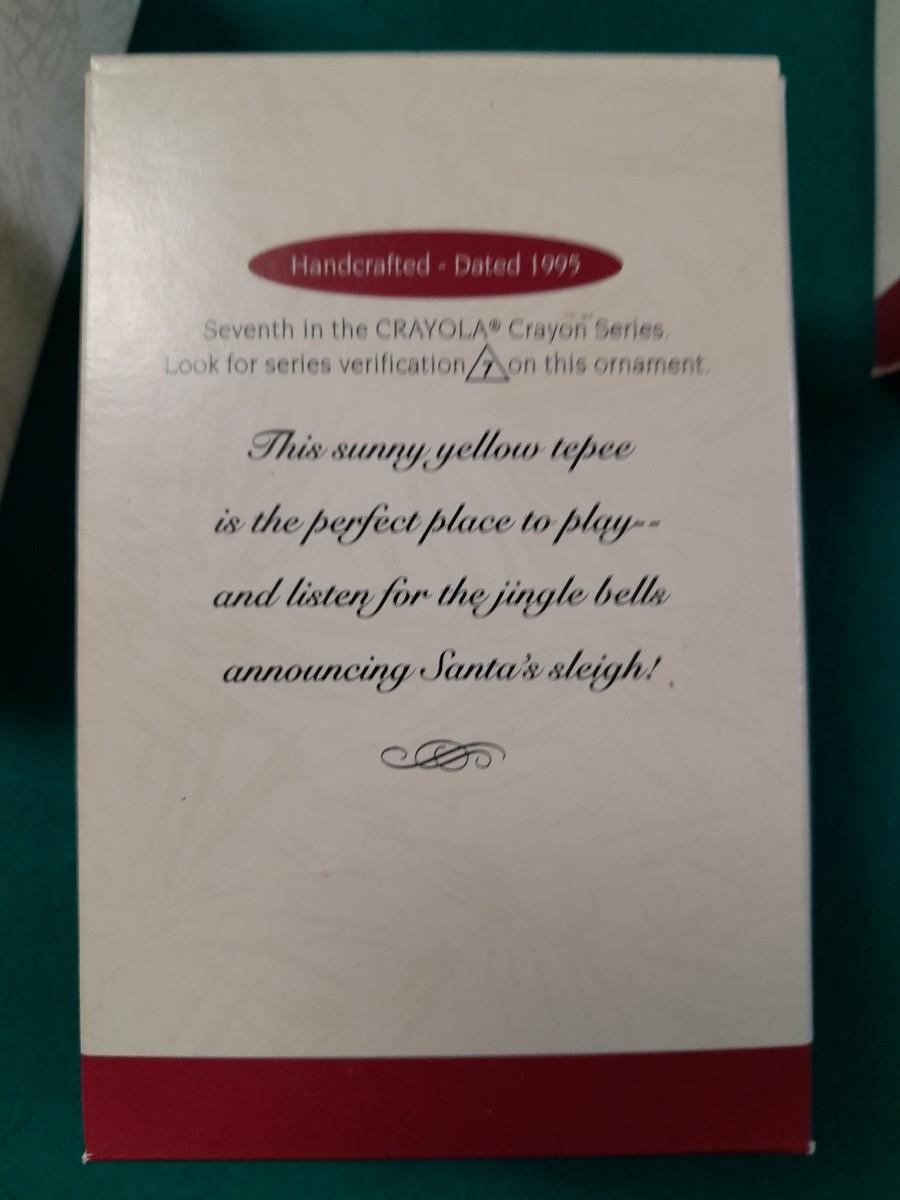 Handcrafted - Dated 1995
Seventh in the CRAYOLA® Crayon Series.
Look for series verification 7 on this ornament.
This sunny yellow tepee
is the perfect place to play--
and listen for the jingle bells
announcing Santa's sleigh!